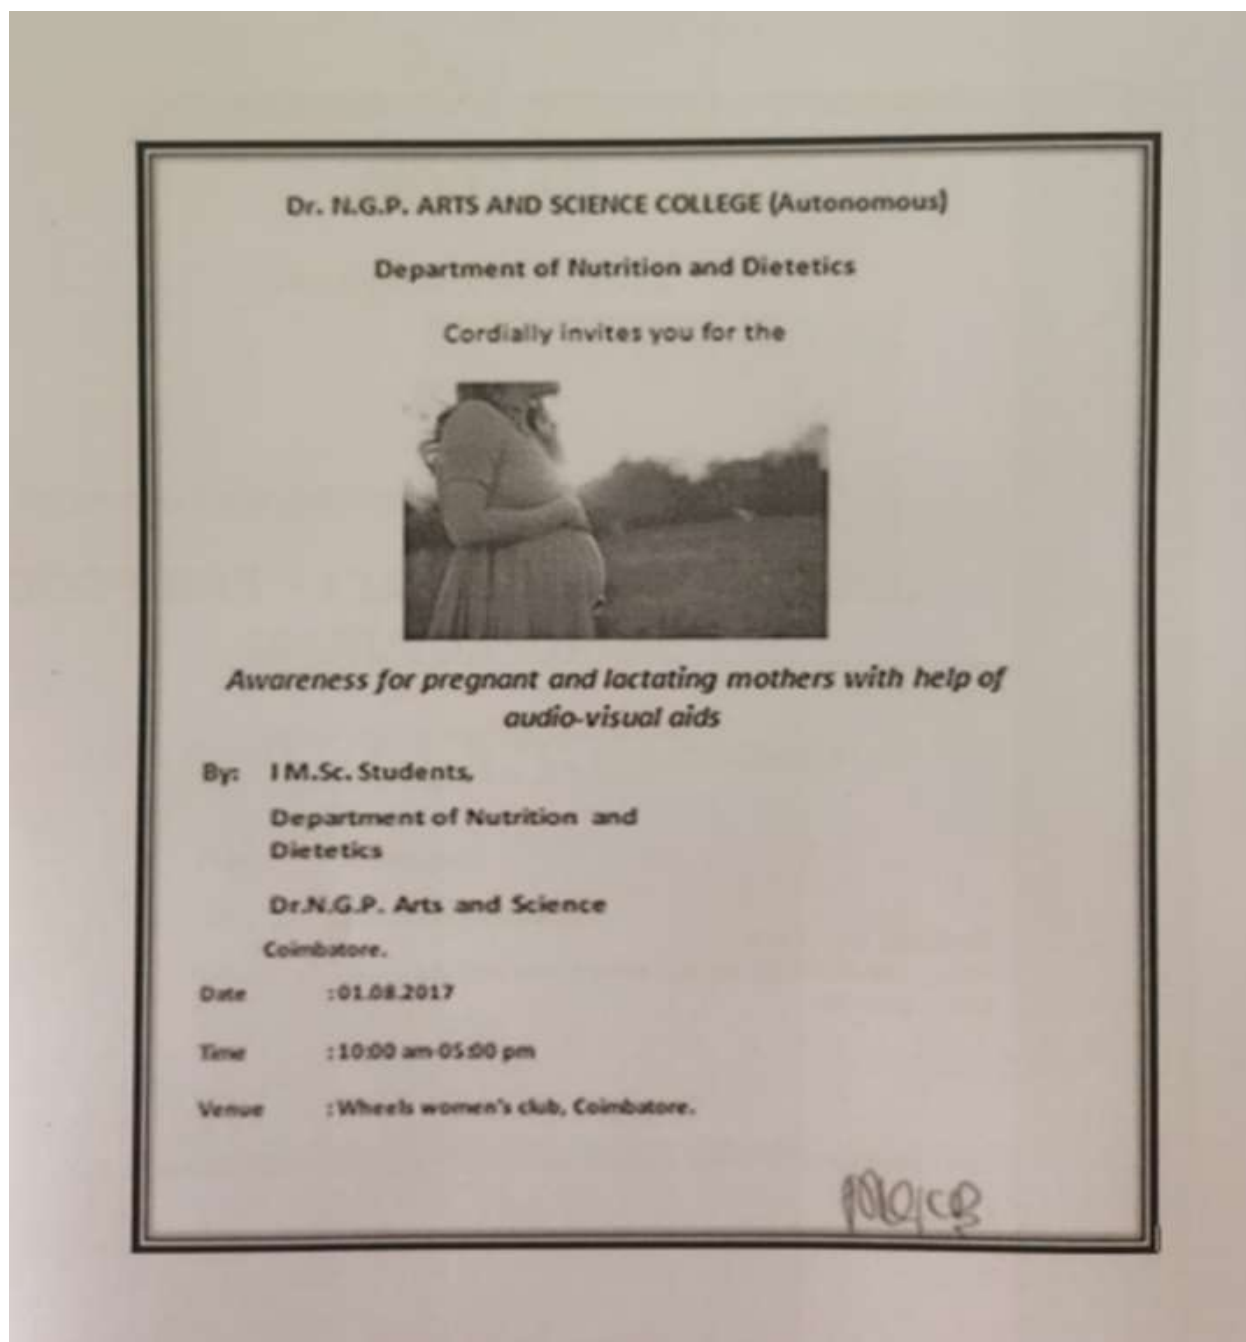 Dr. N.G.P. ARTS AND SCIENCE COLLEGE (Autonomous)
Department of Nutrition and Dietetics
Cordially invites you for the
Awareness for pregnant and lactating mothers with help of
audio-visual aids
By: I M.Sc. Students,
Department of Nutrition and
Dietetics
Dr.N.G.P. Arts and Science
Coimbatore.
Date :01.08.2017
Time :10:00 am-05:00 pm
Venue :Wheels women's club, Coimbatore.